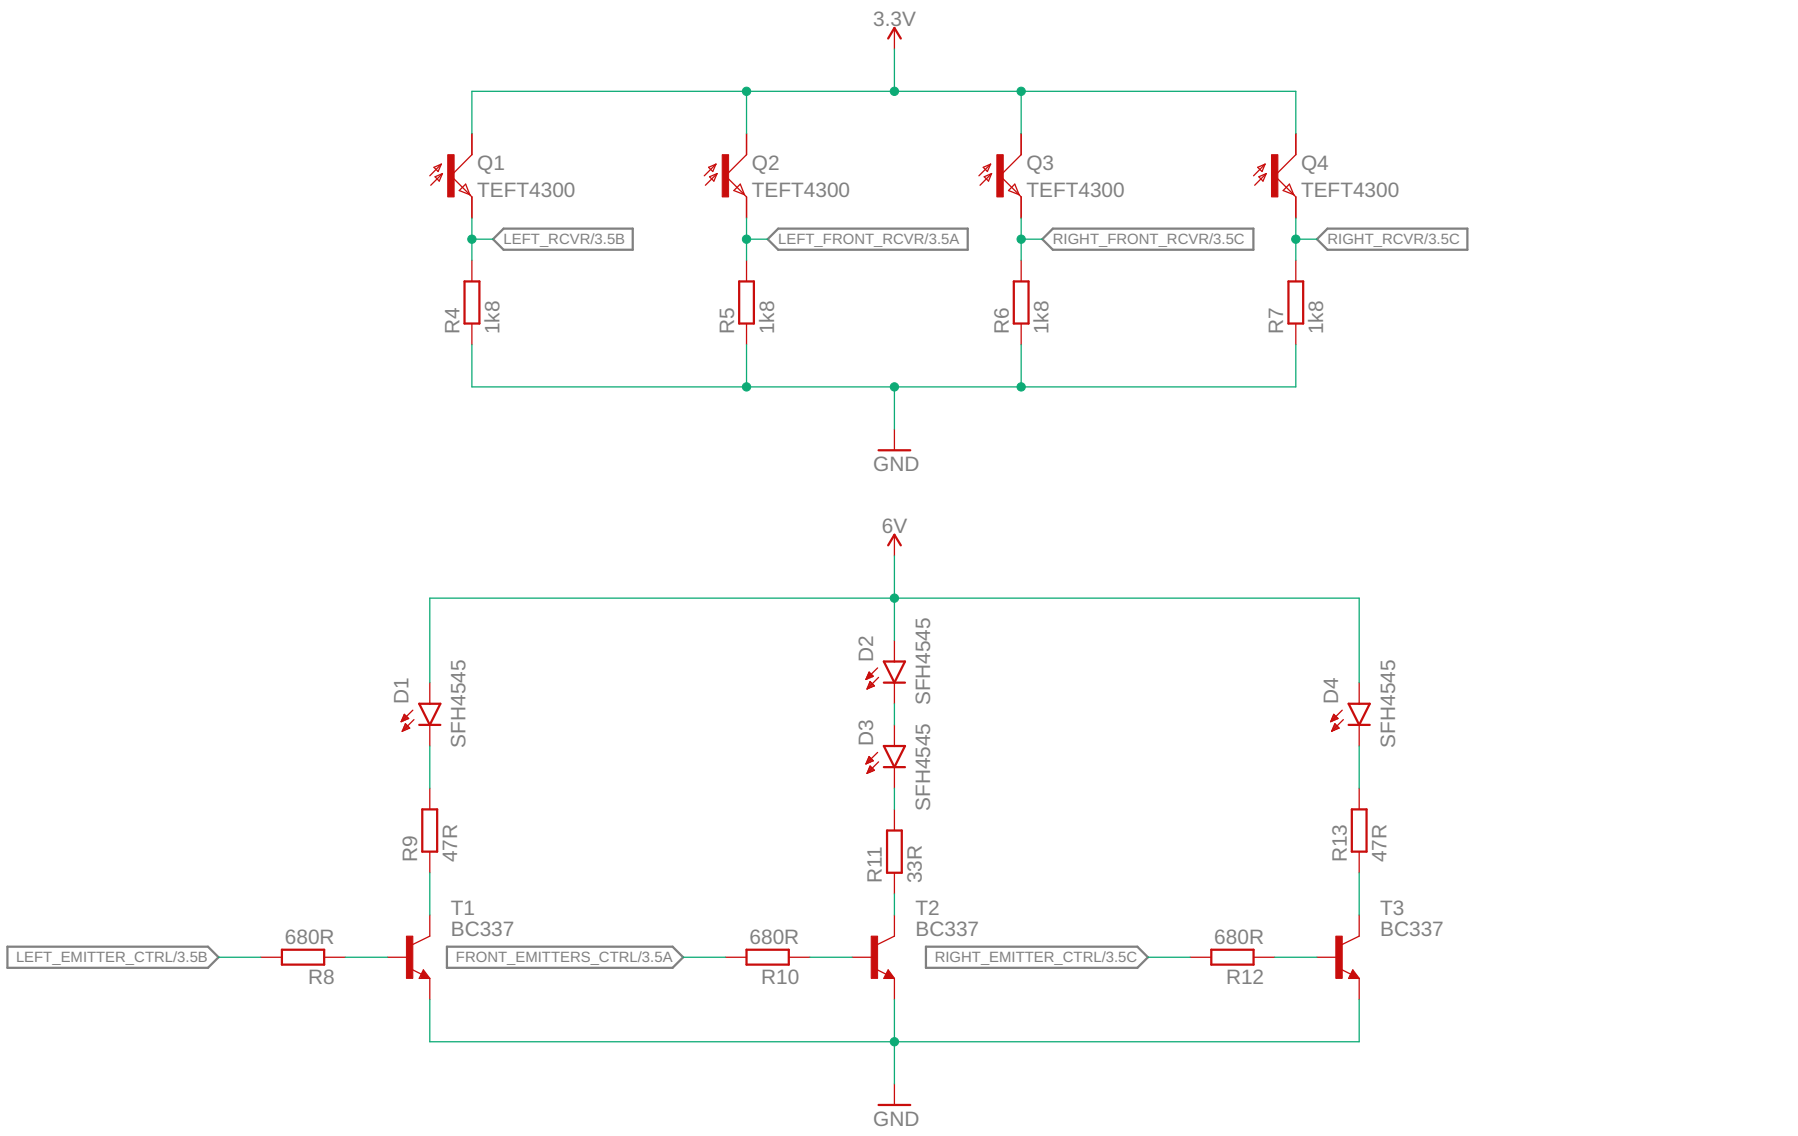 3.3V
Q1
TEFT4300
Q2
TEFT4300
Q3
TEFT4300
Q4
TEFT4300
LEFT_RCVR/3.5B
LEFT_FRONT_RCVR/3.5A
RIGHT_FRONT_RCVR/3.5C
RIGHT_RCVR/3.5C
R4
1k8
R5
1k8
R6
1k8
R7
1k8
GND
6V
D1
SFH4545
D2
SFH4545
D3
SFH4545
D4
SFH4545
R9
47R
R11
33R
R13
47R
T1
BC337
T2
BC337
T3
BC337
LEFT_EMITTER_CTRL/3.5B
680R
R8
FRONT_EMITTERS_CTRL/3.5A
680R
R10
RIGHT_EMITTER_CTRL/3.5C
680R
R12
GND